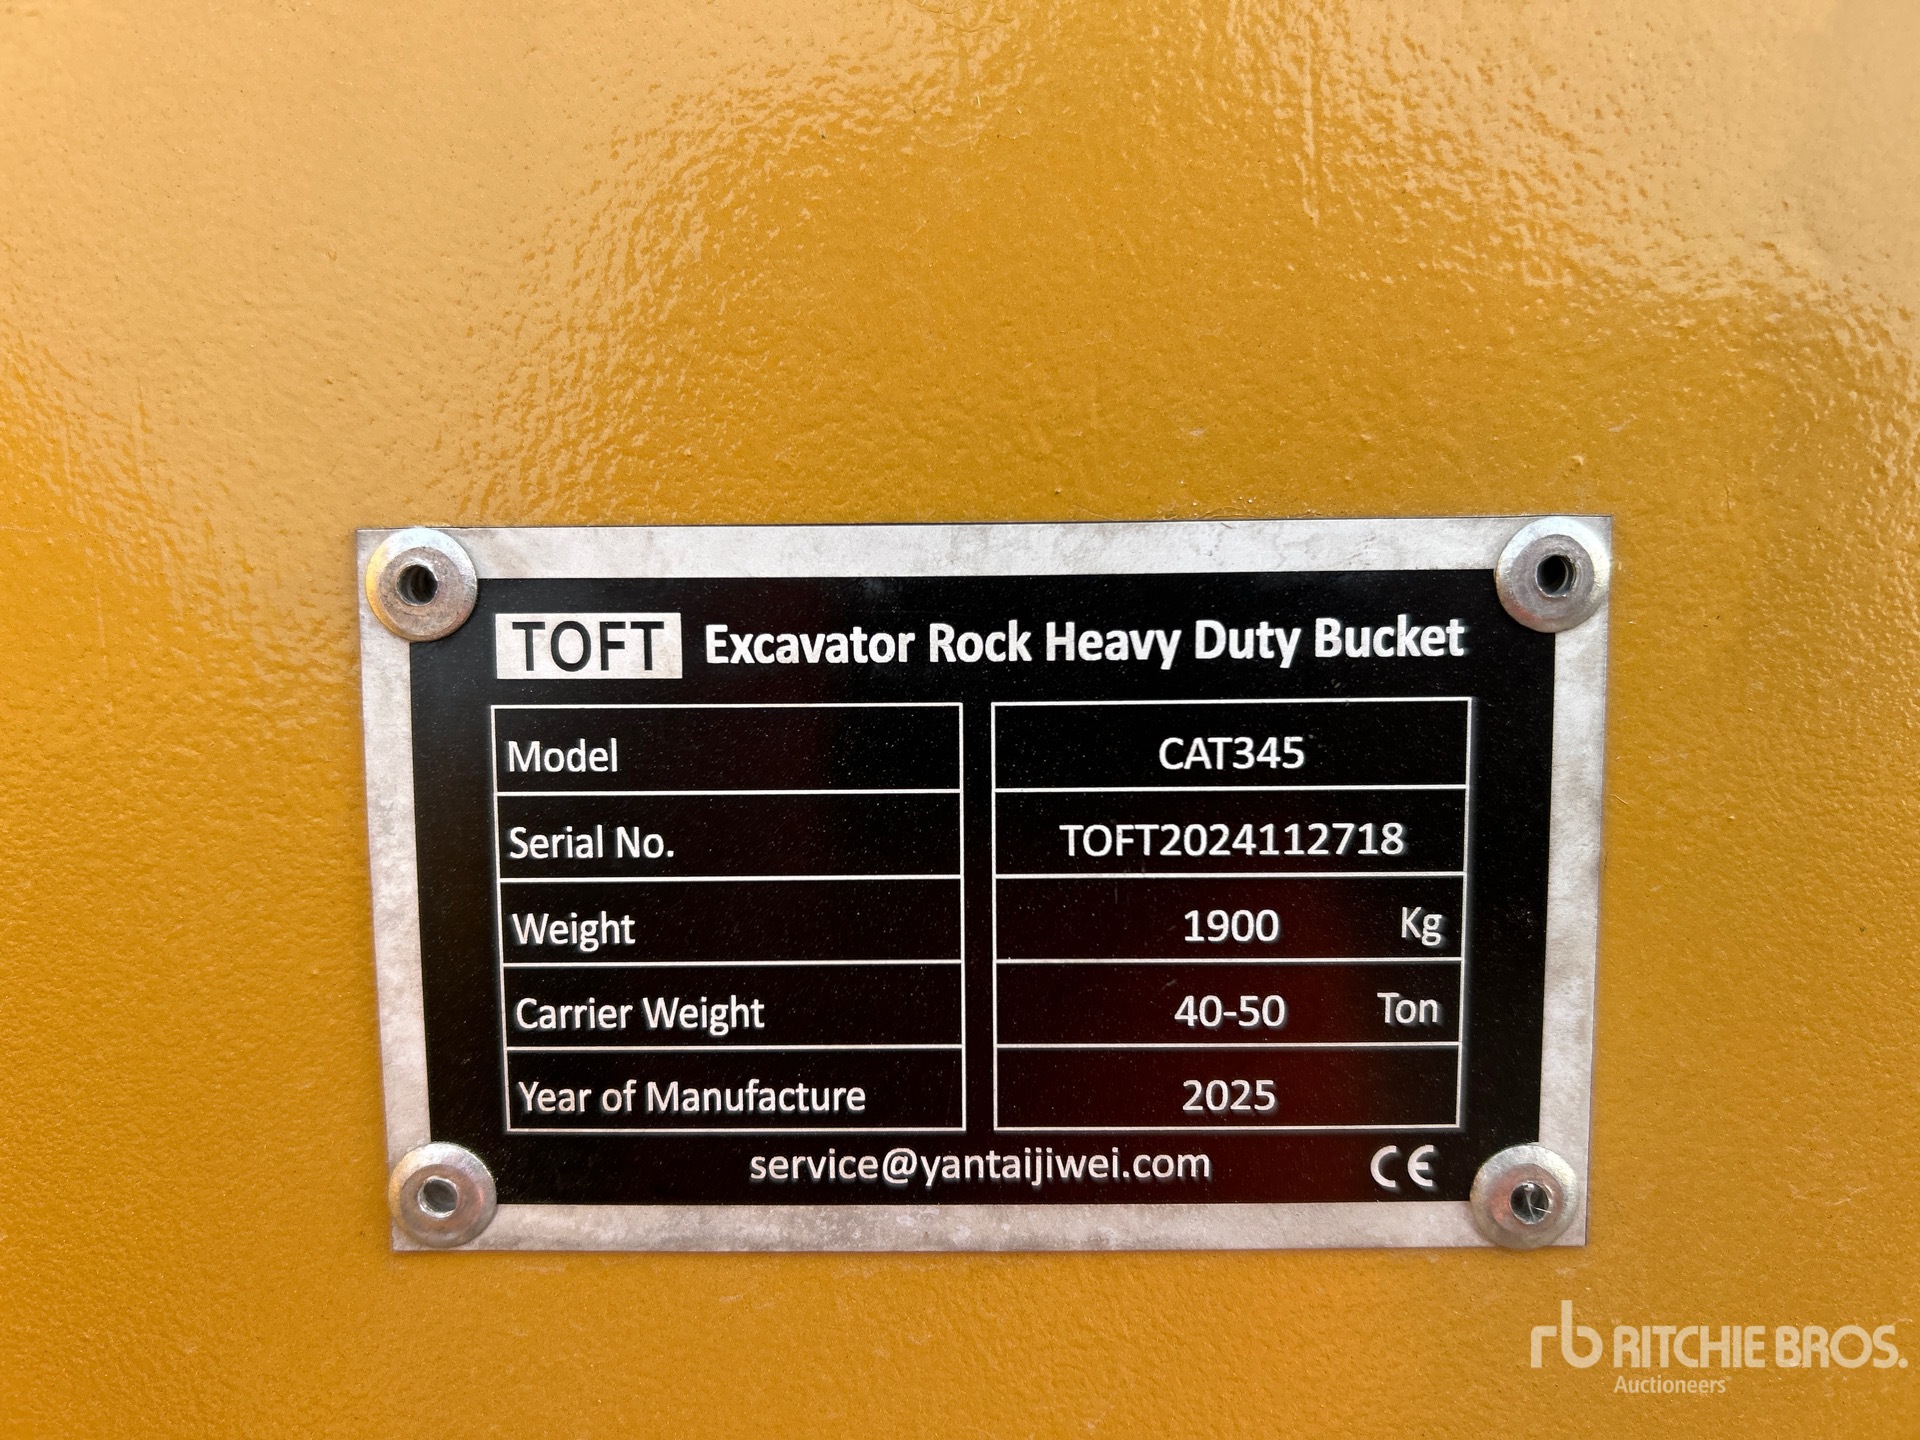 TOFT Excavator Rock Heavy Duty Bucket
Model CAT345
Serial No. TOFT2024112718
Weight 1900 Kg
Carrier Weight 40-50 Ton
Year of Manufacture 2025
service@yantaijiwei.com CE
rb RITCHIE BROS.
Auctioneers